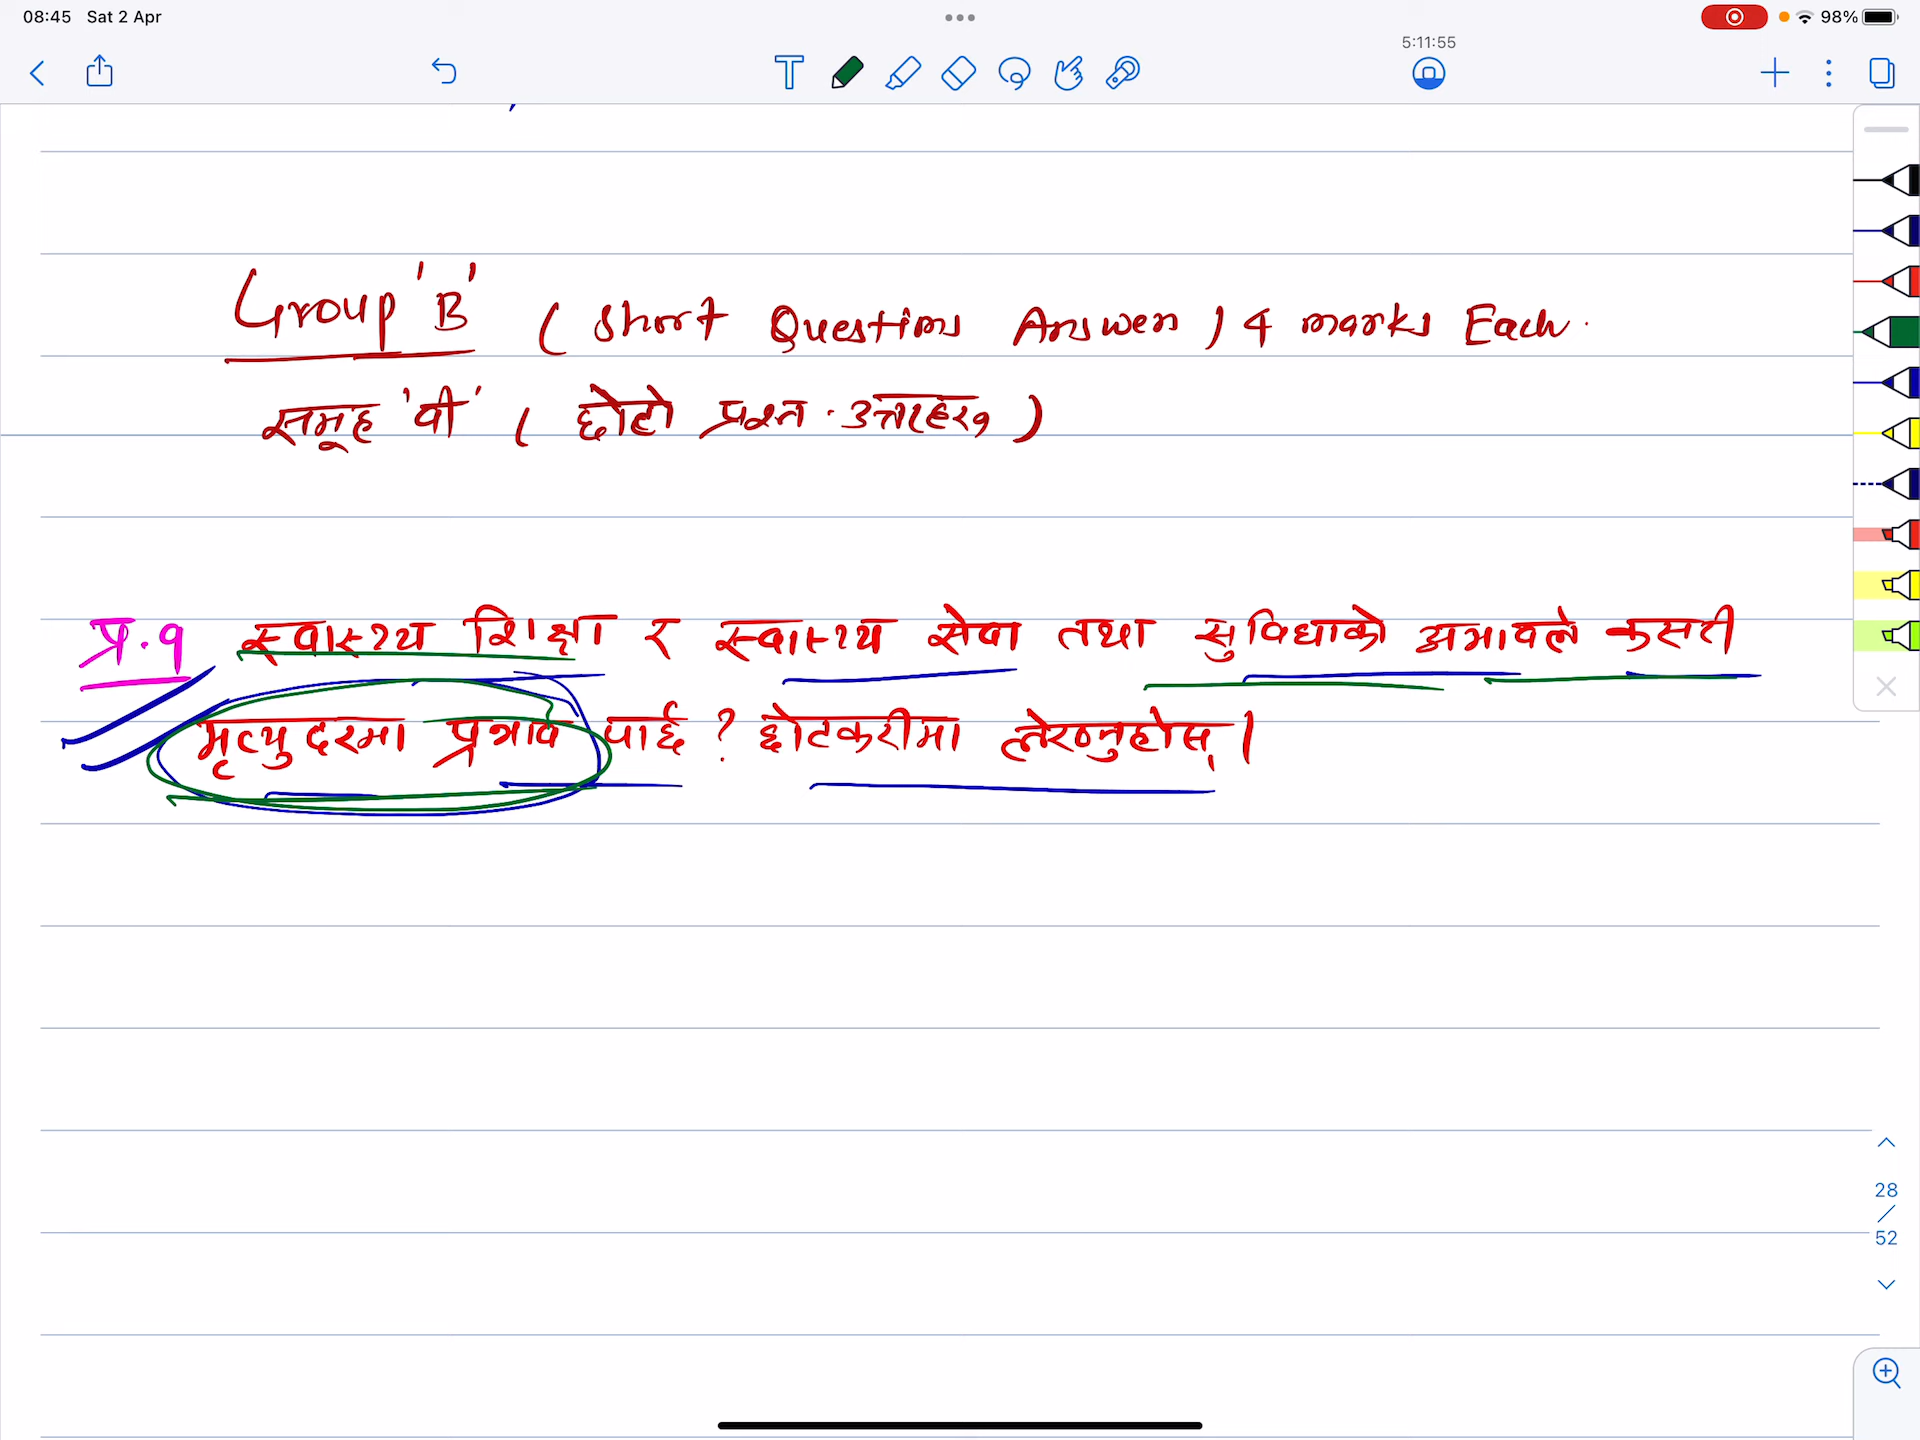 08:45 Sat 2 Apr
98%
5:11:55
Group 'B' ( Short Questions Answers ) 4 marks Each.
समूह 'वी' ( छोटो प्रश्न उत्तरहरू )
प्र.१ स्वास्थ्य शिक्षा र स्वास्थ्य सेवा तथा सुविधाको अभावले कसरी
मृत्यु दरमा प्रभाव पार्छ ? छोटकरीमा लेख्नुहोस् ।
28
/
52